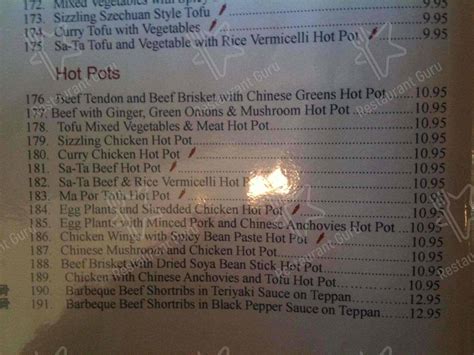 172. Mixed Vegetables with Spicy
173. Sizzling Szechuan Style Tofu 9.95
174. Curry Tofu with Vegetables 9.95
175. Sa-Ta Tofu and Vegetable with Rice Vermicelli Hot Pot 9.95
Hot Pots
176. Beef Tendon and Beef Brisket with Chinese Greens Hot Pot 10.95
177. Beef with Ginger, Green Onions & Mushroom Hot Pot 10.95
178. Tofu Mixed Vegetables & Meat Hot Pot 10.95
179. Sizzling Chicken Hot Pot 10.95
180. Curry Chicken Hot Pot 10.95
181. Sa-Ta Beef Hot Pot 10.95
182. Sa-Ta Beef & Rice Vermicelli Hot 10.95
183. Ma Por Tofu Hot Pot 10.95
184. Egg Plants und Shredded Chicken Hot Pot 10.95
185. Egg Plants with Minced Pork and Chinese Anchovies Hot Pot 10.95
186. Chicken Wings with Spicy Bean Paste Hot Pot 10.95
187. Chinese Mushroom and Chicken Hot Pot 10.95
188. Beef Brisket with Dried Soya Bean Stick Hot Pot 10.95
189. Chicken with Chinese Anchovies and Tofu Hot Pot 10.95
190. Barbeque Beef Shortribs in Teriyaki Sauce on Teppan 12.95
191. Barbeque Beef Shortribs in Black Pepper Sauce on Teppan 12.95
Restaurant Guru